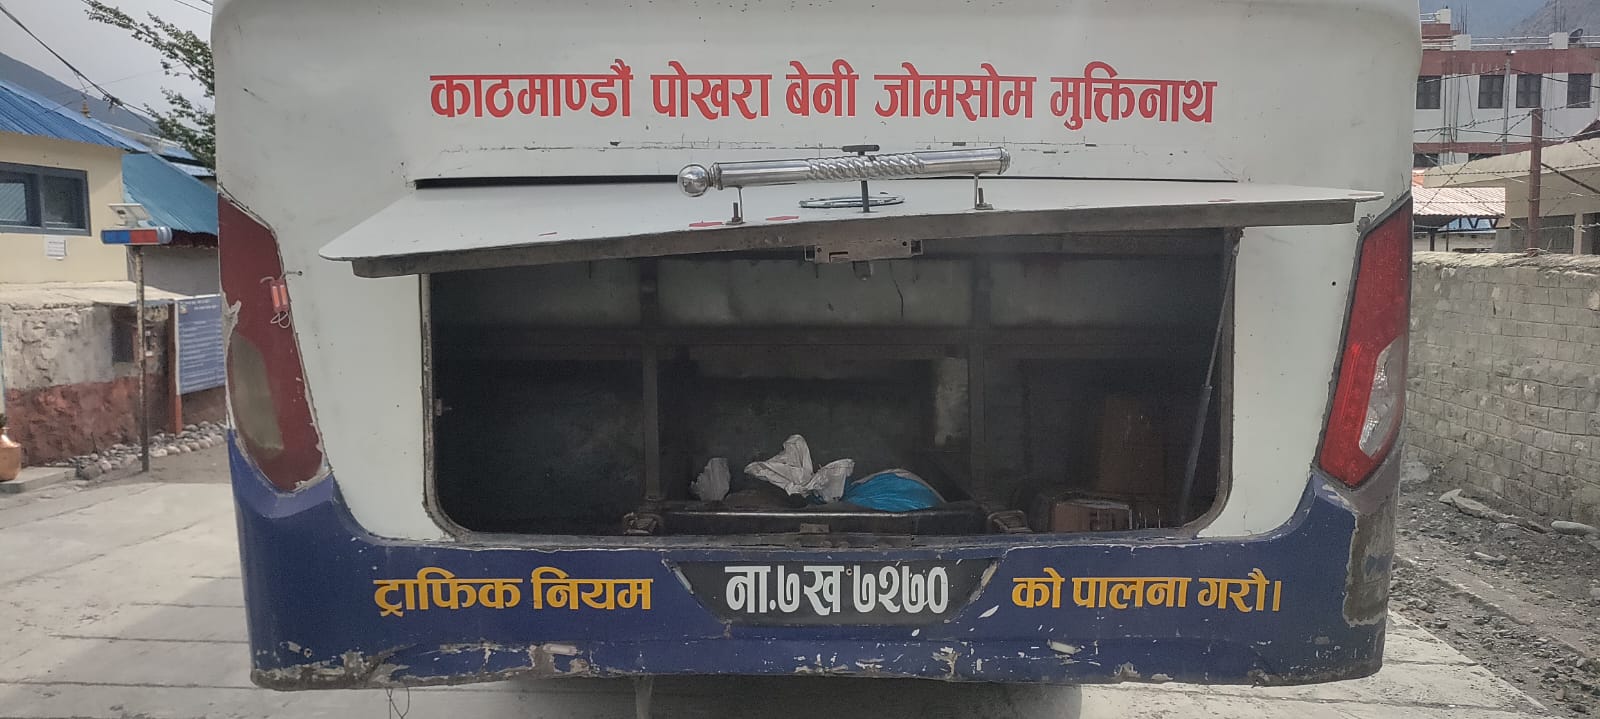 काठमाण्डौं पोखरा बेनी जोमसोम मुक्तिनाथ
ट्राफिक नियम ना.७ख ७२७० को पालना गरौ।